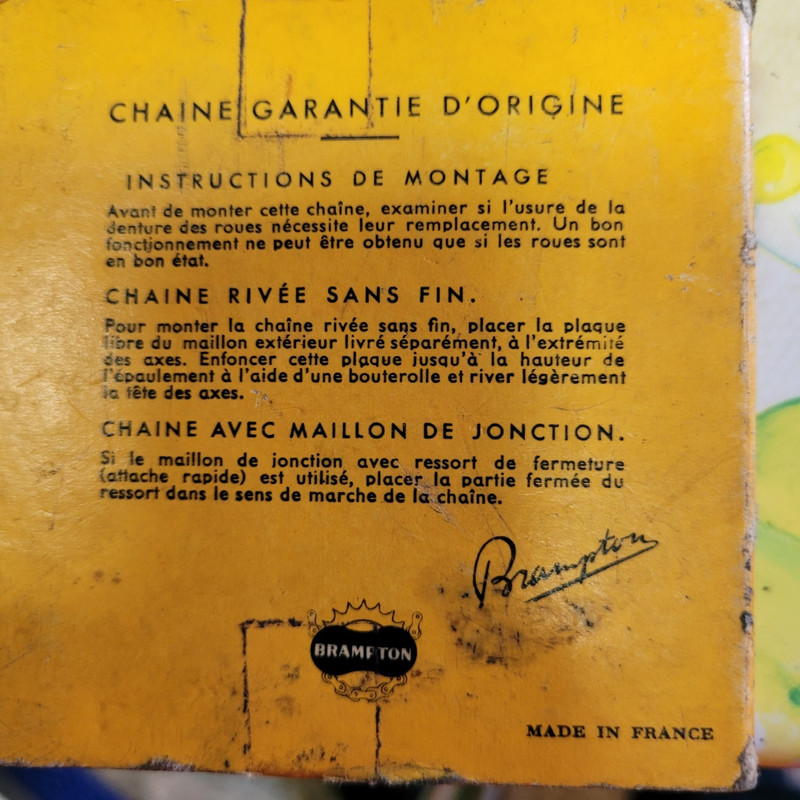 CHAINE GARANTIE D'ORIGINE
INSTRUCTIONS DE MONTAGE
Avant de monter cette chaîne, examiner si l'usure de la
denture des roues nécessite leur remplacement. Un bon
fonctionnement ne peut être obtenu que si les roues sont
en bon état.
CHAINE RIVÉE SANS FIN.
Pour monter la chaîne rivée sans fin, placer la plaque
libre du maillon extérieur livré séparément, à l'extrémité
des axes. Enfoncer cette plaque jusqu'à la hauteur de
l'épaulement à l'aide d'une bouterolle et river légèrement
la tête des axes.
CHAINE AVEC MAILLON DE JONCTION.
Si le maillon de jonction avec ressort de fermeture
(attache rapide) est utilisé, placer la partie fermée du
ressort dans le sens de marche de la chaîne.
Brampton
BRAMPTON
MADE IN FRANCE